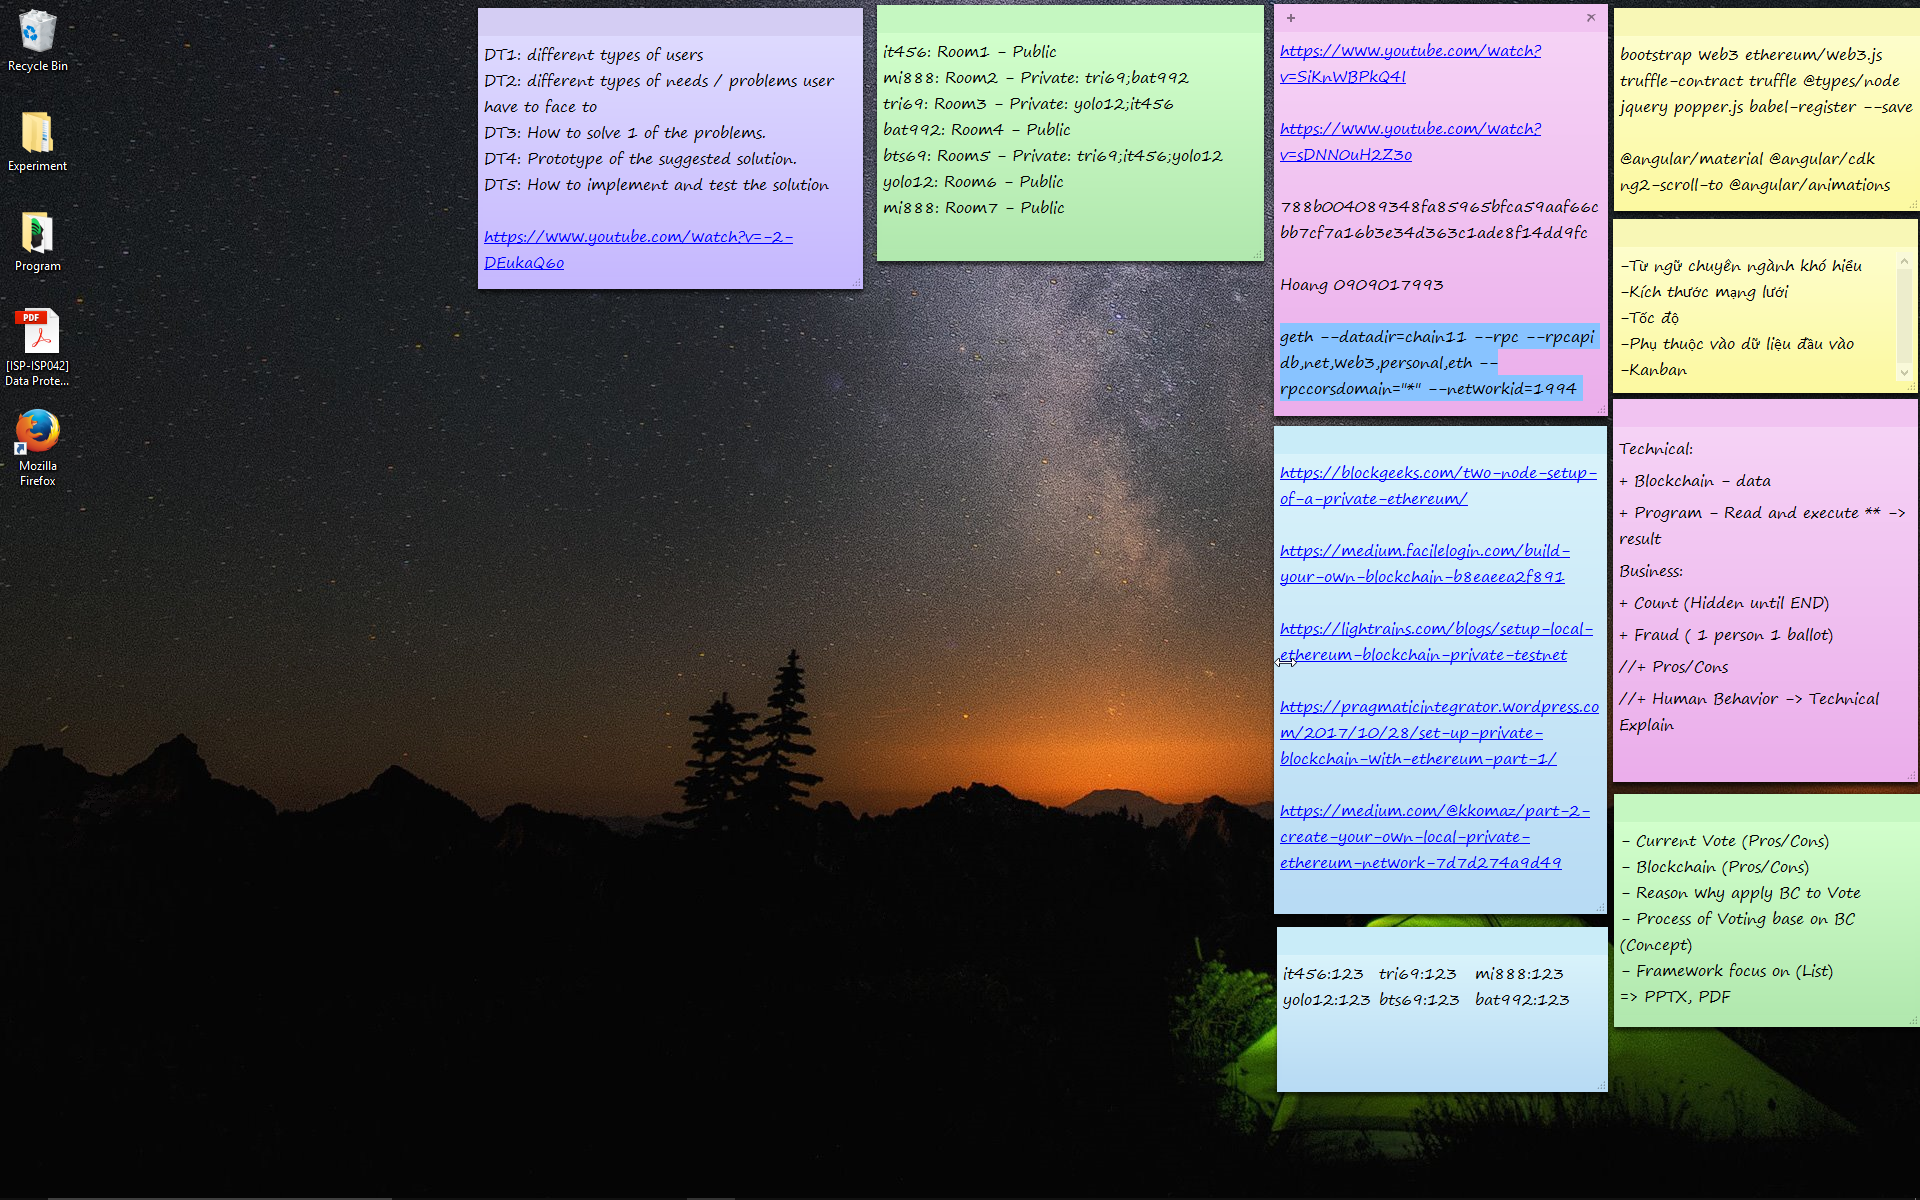 Recycle Bin
Experiment
Program
PDF
[ISP-ISP042]
Data Prote...
Mozilla
Firefox
DT1: different types of users
DT2: different types of needs / problems user
have to face to
DT3: How to solve 1 of the problems.
DT4: Prototype of the suggested solution.
DT5: How to implement and test the solution
https://www.youtube.com/watch?v=-2-
DEukaQ6o
it456: Room1 - Public
mi888: Room2 - Private: tri69;bat992
tri69: Room3 - Private: yolo12;it456
bat992: Room4 - Public
bts69: Room5 - Private: tri69;it456;yolo12
yolo12: Room6 - Public
mi888: Room7 - Public
https://www.youtube.com/watch?
v=SiKnWBPkQ4I
https://www.youtube.com/watch?
v=sDNNOuH2Z3o
788b004089348fa85965bfca59aaf66c
bb7cf7a16b3e34d363c1ade8f14dd9fc
Hoang 0909017993
geth --datadir=chain11 --rpc --rpcapi
db,net,web3,personal,eth --
rpccorsdomain="*" --networkid=1994
https://blockgeeks.com/two-node-setup-
of-a-private-ethereum/
https://medium.facilelogin.com/build-
your-own-blockchain-b8eaeea2f891
https://lightrains.com/blogs/setup-local-
ethereum-blockchain-private-testnet
https://pragmaticintegrator.wordpress.co
m/2017/10/28/set-up-private-
blockchain-with-ethereum-part-1/
https://medium.com/@kkomaz/part-2-
create-your-own-local-private-
ethereum-network-7d7d274a9d49
it456:123 tri69:123 mi888:123
yolo12:123 bts69:123 bat992:123
bootstrap web3 ethereum/web3.js
truffle-contract truffle @types/node
jquery popper.js babel-register --save
@angular/material @angular/cdk
ng2-scroll-to @angular/animations
-Từ ngữ chuyên ngành khó hiểu
-Kích thước mạng lưới
-Tốc độ
-Phụ thuộc vào dữ liệu đầu vào
-Kanban
Technical:
+ Blockchain - data
+ Program - Read and execute ** ->
result
Business:
+ Count (Hidden until END)
+ Fraud ( 1 person 1 ballot)
//+ Pros/Cons
//+ Human Behavior -> Technical
Explain
- Current Vote (Pros/Cons)
- Blockchain (Pros/Cons)
- Reason why apply BC to Vote
- Process of Voting base on BC
(Concept)
- Framework focus on (List)
=> PPTX, PDF